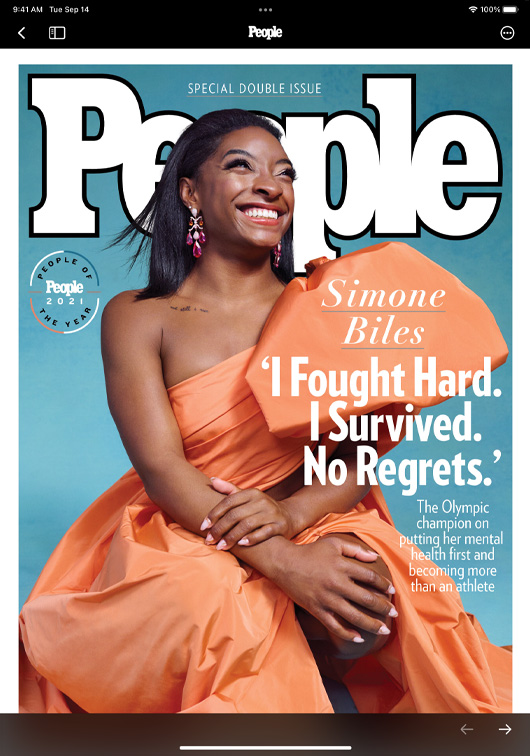 9:41 AM Tue Sep 14
100%
People
SPECIAL DOUBLE ISSUE
People
PEOPLE OF
People
2021
THE YEAR
Simone
Biles
‘I Fought Hard.
I Survived.
No Regrets.’
The Olympic
champion on
putting her mental
health first and
becoming more
than an athlete